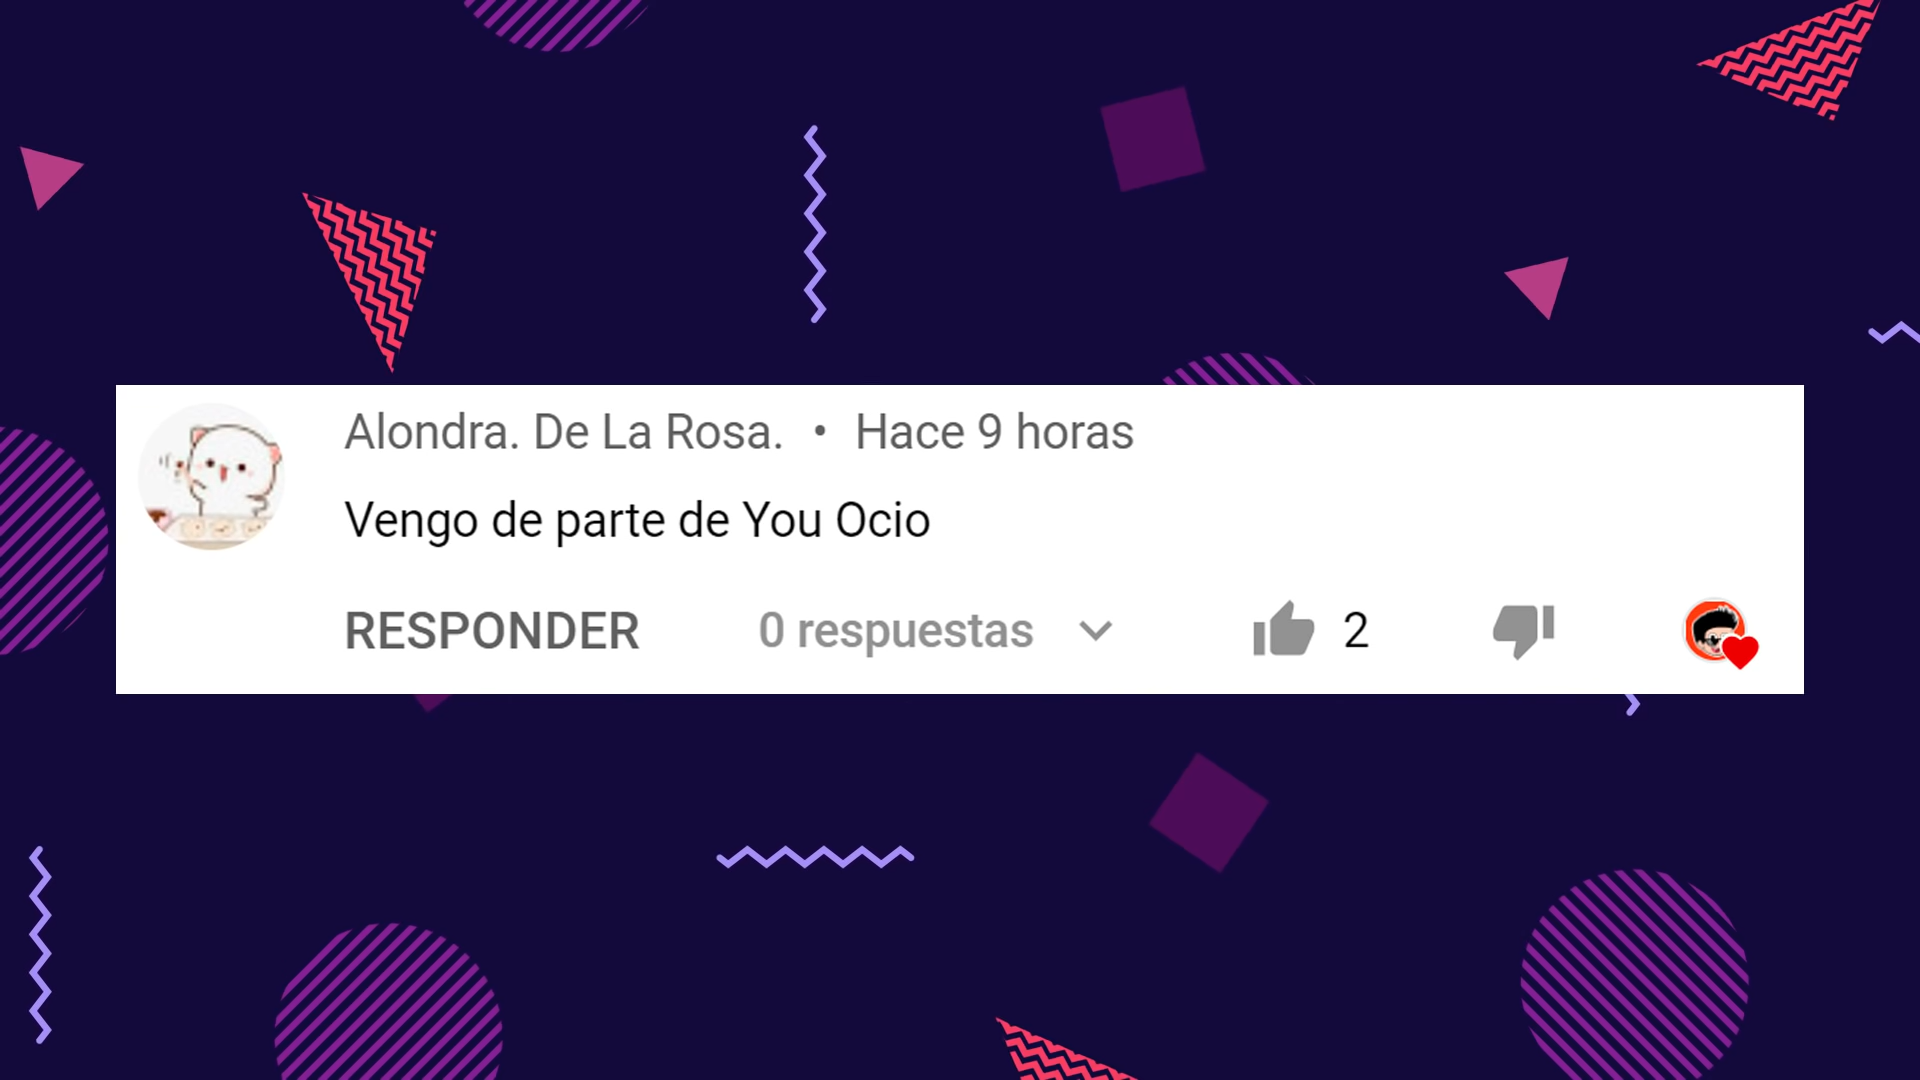 Alondra. De La Rosa. • Hace 9 horas
Vengo de parte de You Ocio
RESPONDER 0 respuestas 2